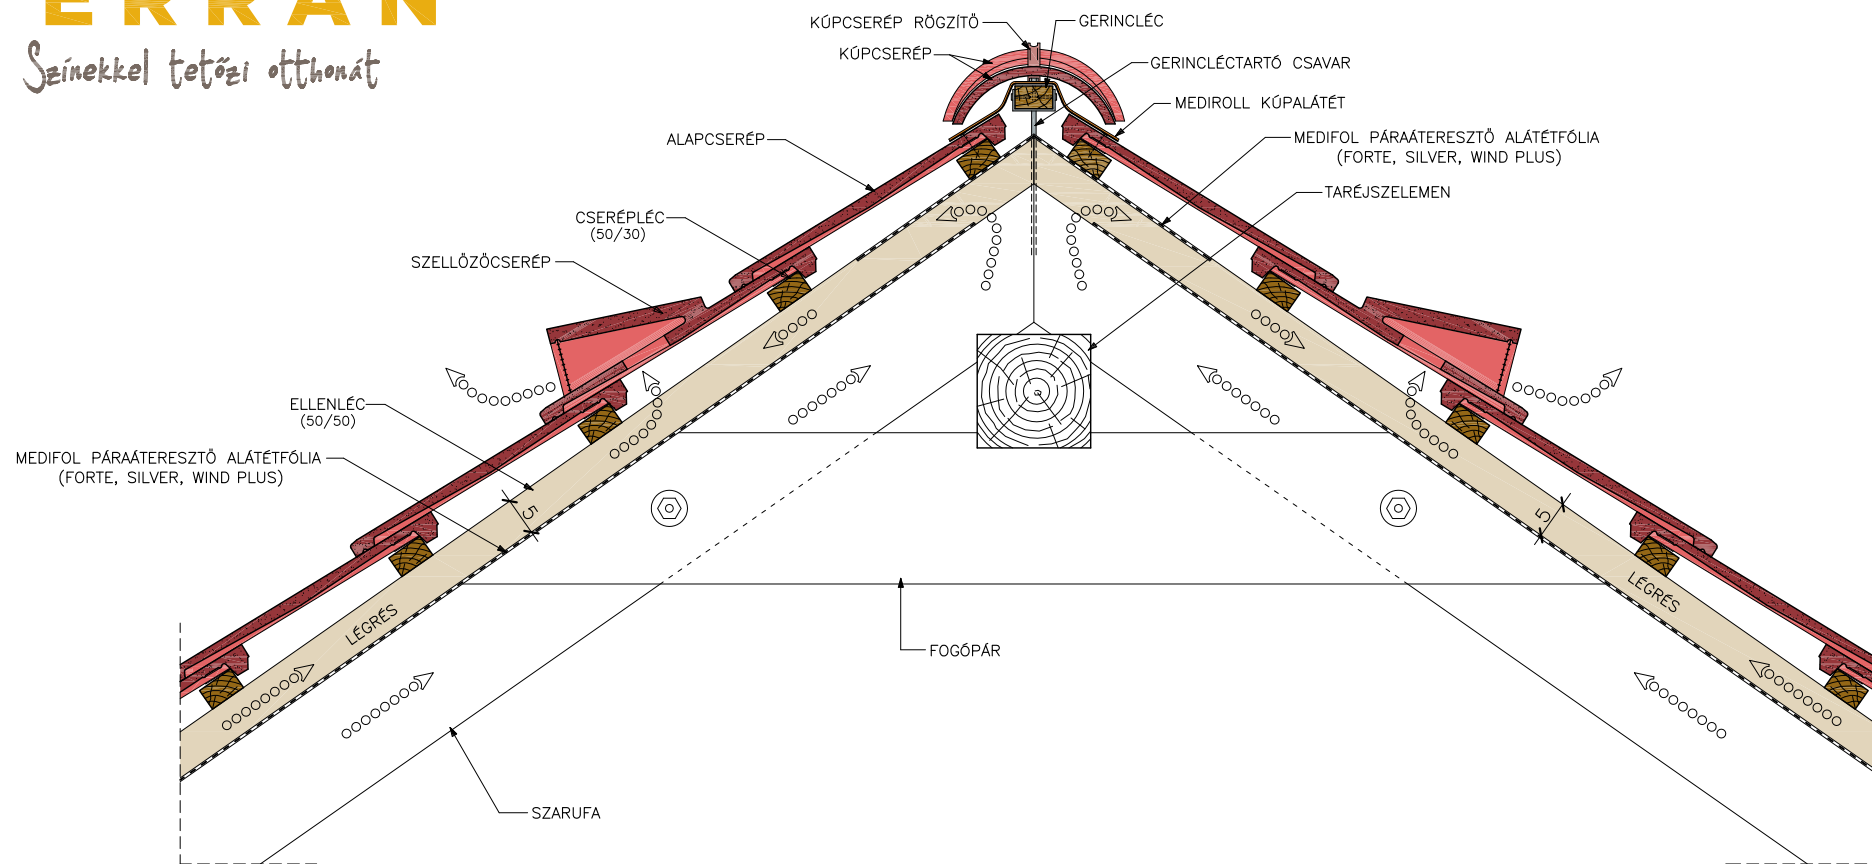 ERRÁN
Színekkel tetőzi otthonát
KÚPCSERÉP RÖGZÍTŐ
KÚPCSERÉP
GERINCLÉC
GERINCLÉCTARTÓ CSAVAR
MEDIROLL KÚPALÁTÉT
ALAPCSERÉP
MEDIFOL PÁRAÁTERESZTŐ ALÁTÉTFÓLIA
(FORTE, SILVER, WIND PLUS)
TARÉJSZELEMEN
CSERÉPLÉC
(50/30)
SZELLŐZŐCSERÉP
ELLENLÉC
(50/50)
MEDIFOL PÁRAÁTERESZTŐ ALÁTÉTFÓLIA
(FORTE, SILVER, WIND PLUS)
5
5
LÉGRÉS
LÉGRÉS
FOGÓPÁR
SZARUFA